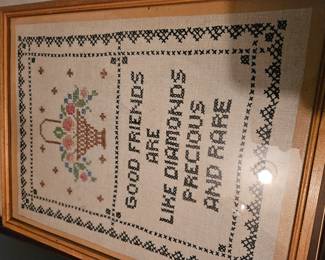 GOOD FRIENDS
ARE
LIKE DIAMONDS
PRECIOUS
AND RARE